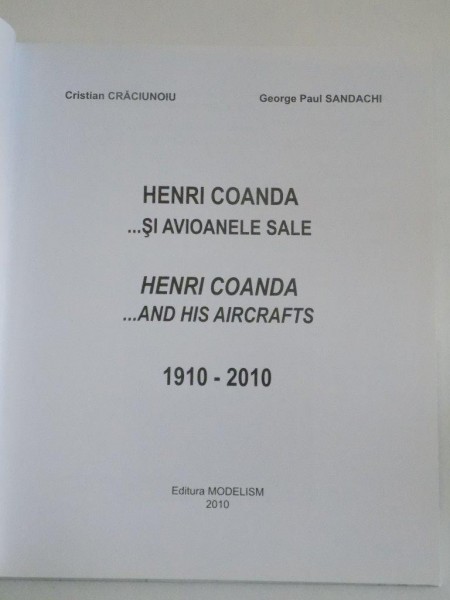 Cristian CRĂCIUNOIU George Paul SANDACHI
HENRI COANDA
...ŞI AVIOANELE SALE
HENRI COANDA
...AND HIS AIRCRAFTS
1910 - 2010
Editura MODELISM
2010